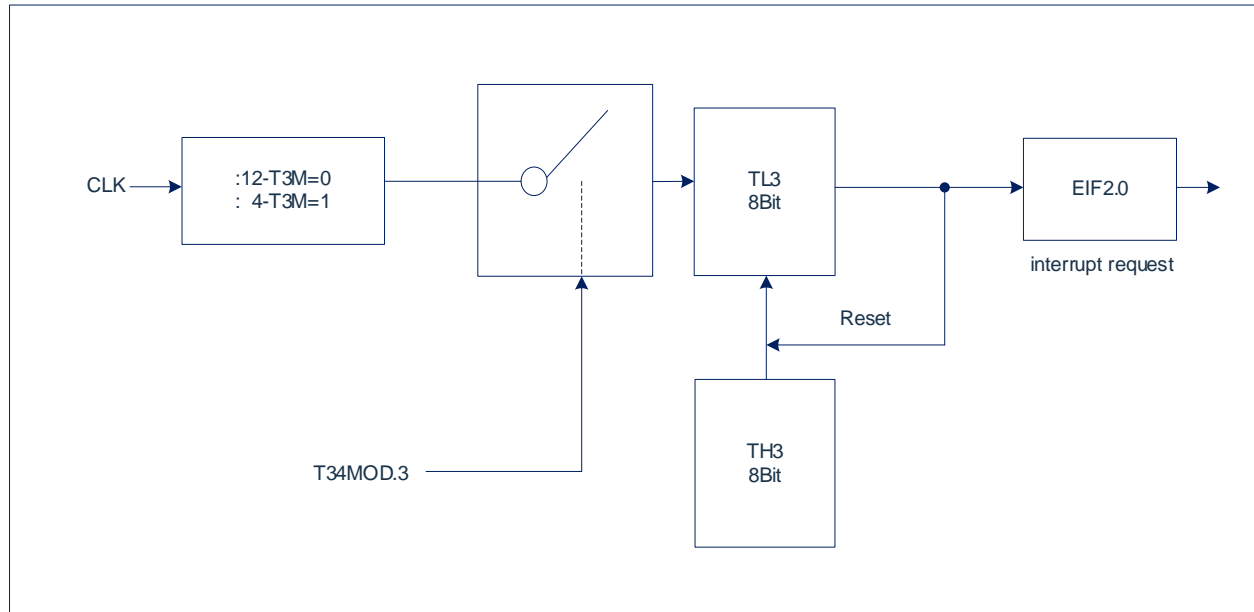 CLK
:12-T3M=0
: 4-T3M=1
TL3
8Bit
EIF2.0
interrupt request
Reset
TH3
8Bit
T34MOD.3